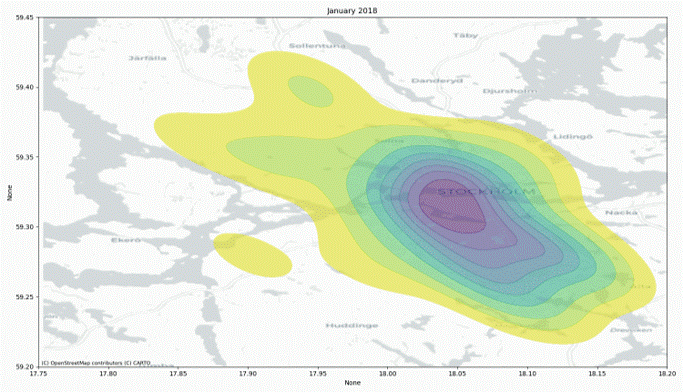 January 2018
59.45
59.40
59.35
59.30
59.25
59.20
None
Täby
Sollentuna
Järfälla
Danderyd
Djursholm
Lidingö
STOCKHOLM
Nacka
Ekerö
Huddinge
(C) OpenStreetMap contributors (C) CARTO
17.75
17.80
17.85
17.90
17.95
18.00
18.05
18.10
18.15
18.20
None